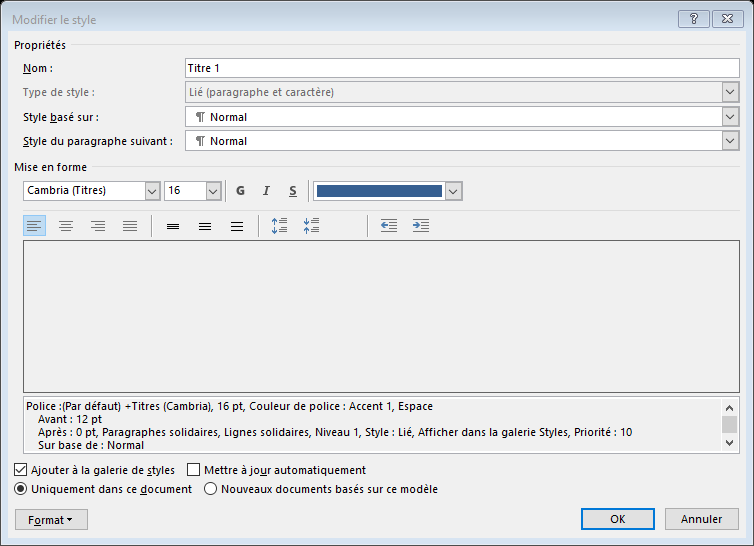 Modifier le style
?
Propriétés
Nom : Titre 1
Type de style : Lié (paragraphe et caractère)
Style basé sur : ¶ Normal
Style du paragraphe suivant : ¶ Normal
Mise en forme
Cambria (Titres) 16 G I S
Police :(Par défaut) +Titres (Cambria), 16 pt, Couleur de police : Accent 1, Espace
Avant : 12 pt
Après : 0 pt, Paragraphes solidaires, Lignes solidaires, Niveau 1, Style : Lié, Afficher dans la galerie Styles, Priorité : 10
Sur base de : Normal
Ajouter à la galerie de styles Mettre à jour automatiquement
Uniquement dans ce document Nouveaux documents basés sur ce modèle
Format OK Annuler